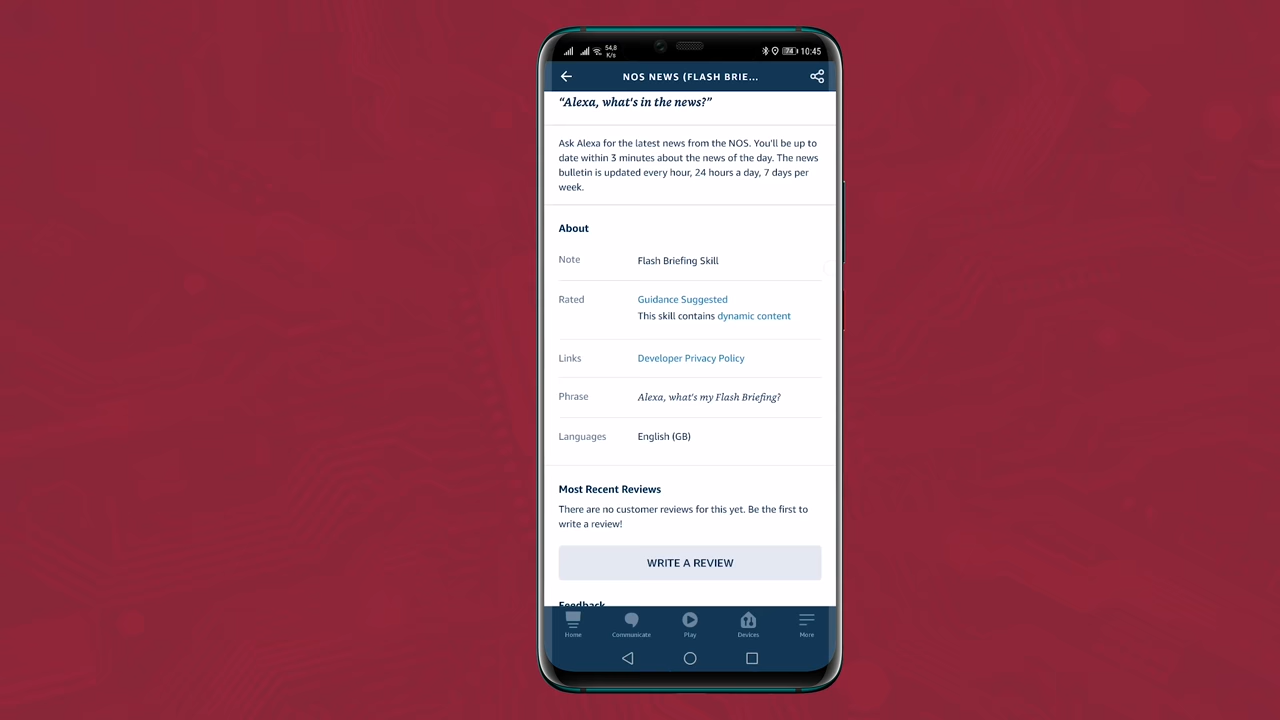 54,8
K/s
74
10:45
NOS NEWS (FLASH BRIE...
“Alexa, what's in the news?”
Ask Alexa for the latest news from the NOS. You'll be up to
date within 3 minutes about the news of the day. The news
bulletin is updated every hour, 24 hours a day, 7 days per
week.
About
Note Flash Briefing Skill
Rated Guidance Suggested
This skill contains dynamic content
Links Developer Privacy Policy
Phrase Alexa, what's my Flash Briefing?
Languages English (GB)
Most Recent Reviews
There are no customer reviews for this yet. Be the first to
write a review!
WRITE A REVIEW
Feedback
Home Communicate Play Devices More